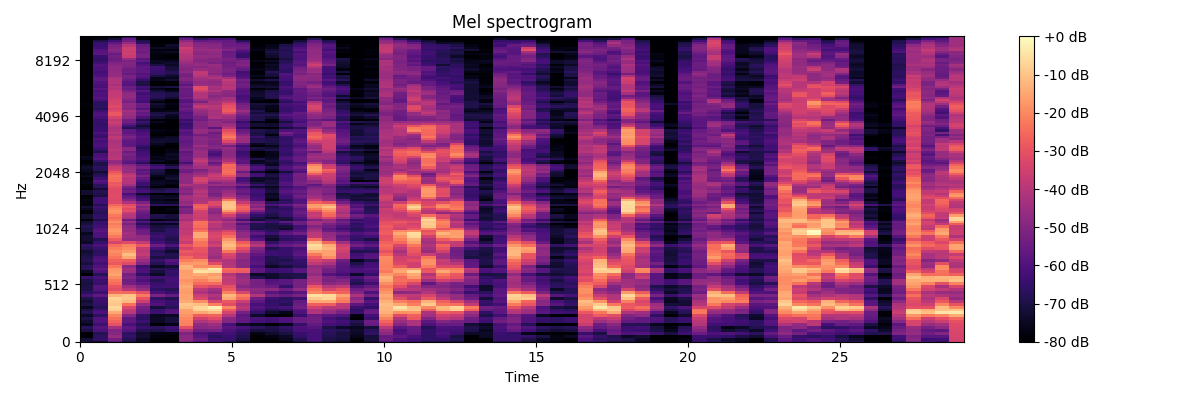 Mel spectrogram
8192
4096
2048
1024
512
0
Hz
0 5 10 15 20 25
Time
+0 dB
-10 dB
-20 dB
-30 dB
-40 dB
-50 dB
-60 dB
-70 dB
-80 dB